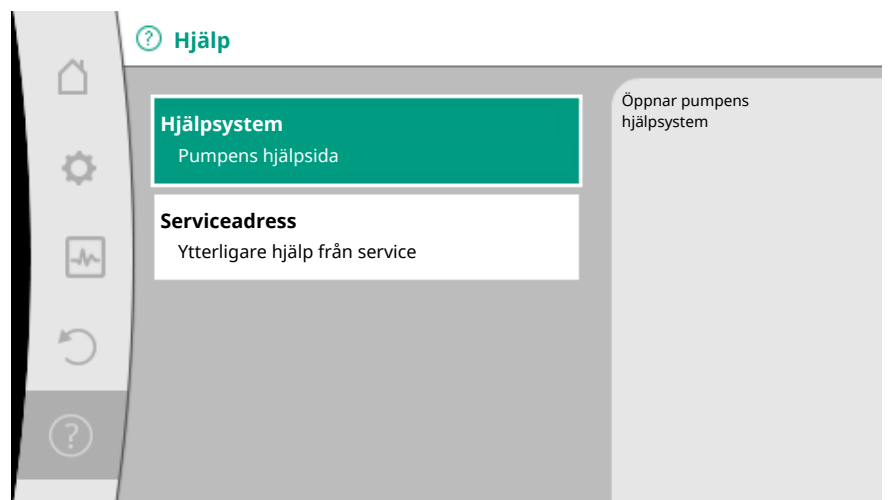 Hjälp
Hjälpsystem
Pumpens hjälpsida
Serviceadress
Ytterligare hjälp från service
Öppnar pumpens
hjälpsystem